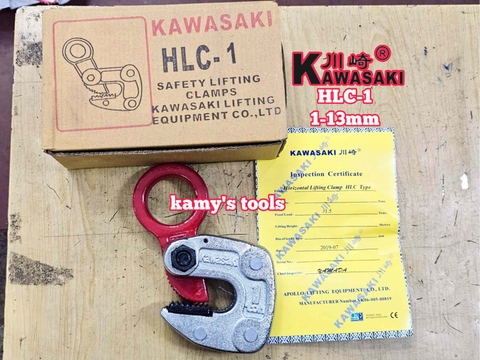 KAWASAKI
HLC-1
SAFETY LIFTING
CLAMPS
KAWASAKI LIFTING
EQUIPMENT CO.,LTD
川崎®
KAWASAKI
HLC-1
1-13mm
kamy's tools
KAWASAKI 川崎
Inspection Certificate
Horizontal Lifting Clamp HLC Type
2019-07
YAMADA
APOLLO LIFTING EQUIPMENT CO., LTD.